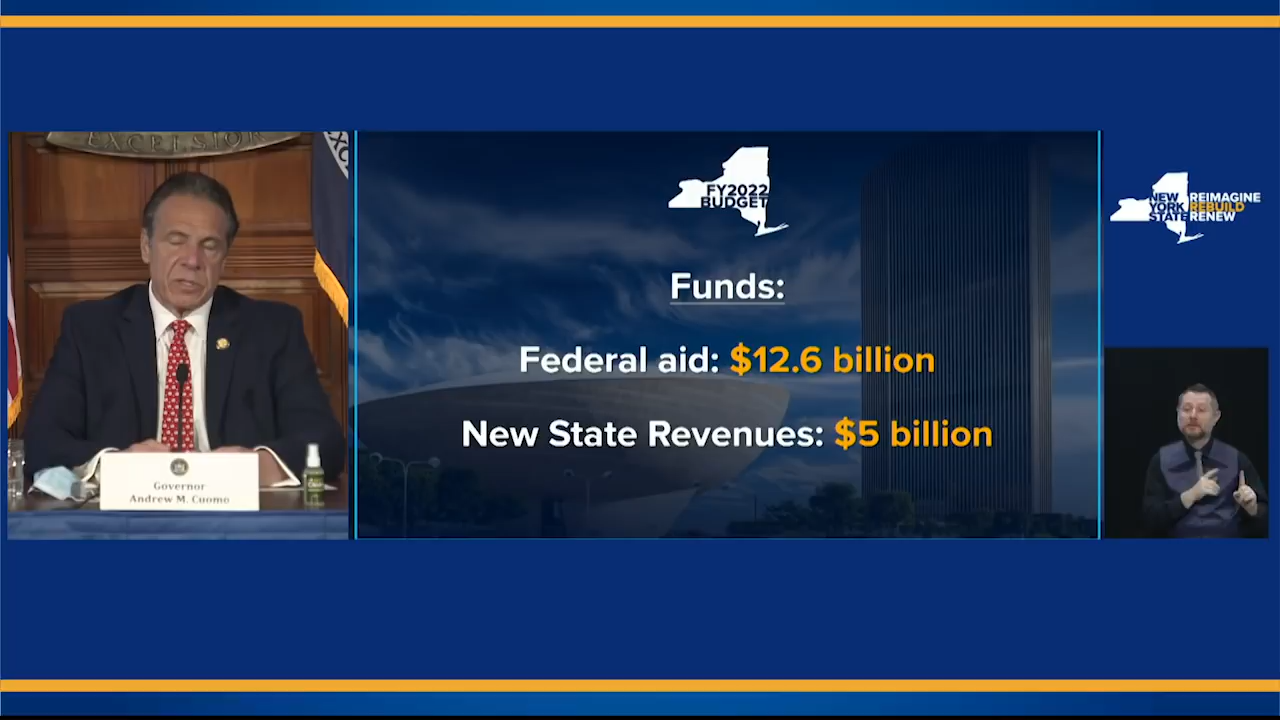 EXCELSIOR
EXC
Governor
Andrew M. Cuomo
FY2022
BUDGET
Funds:
Federal aid: $12.6 billion
New State Revenues: $5 billion
NEW
YORK
STATE
REIMAGINE
REBUILD
RENEW